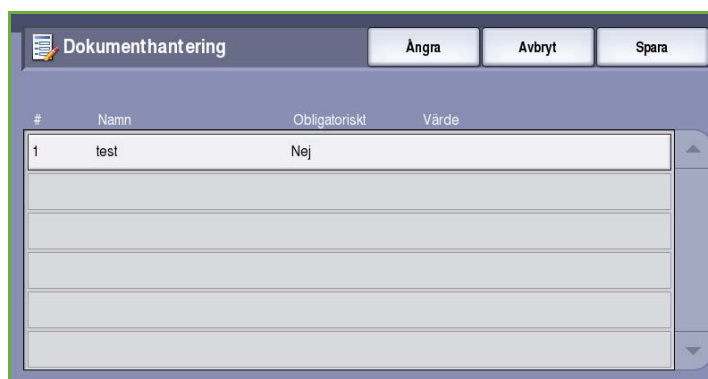 Dokumenthantering Ångra Avbryt Spara
# Namn Obligatoriskt Värde
1 test Nej